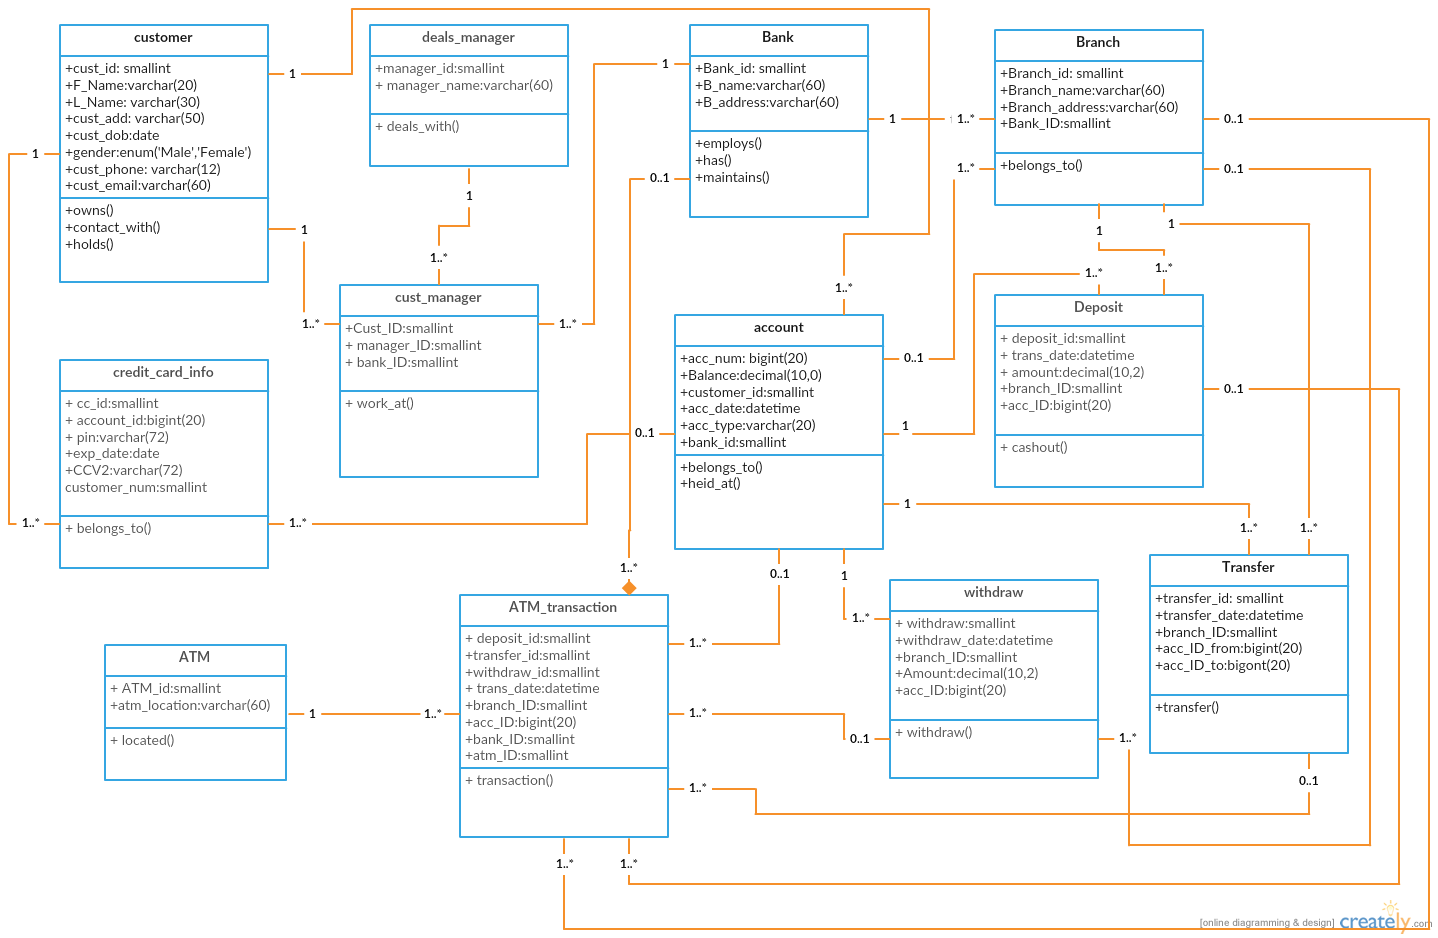 customer
+cust_id: smallint
+F_Name:varchar(20)
+L_Name: varchar(30)
+cust_add: varchar(50)
+cust_dob:date
+gender:enum('Male','Female')
+cust_phone: varchar(12)
+cust_email:varchar(60)
+owns()
+contact_with()
+holds()
deals_manager
+manager_id:smallint
+ manager_name:varchar(60)
+ deals_with()
Bank
+Bank_id: smallint
+B_name:varchar(60)
+B_address:varchar(60)
+employs()
+has()
+maintains()
Branch
+Branch_id: smallint
+Branch_name:varchar(60)
+Branch_address:varchar(60)
+Bank_ID:smallint
+belongs_to()
1
1
1
1..*
1
1..*
1
1..*
1
1..*
0..1
1..*
0..1
0..1
1
1..*
1
1..*
1..*
cust_manager
+Cust_ID:smallint
+ manager_ID:smallint
+ bank_ID:smallint
+ work_at()
account
+acc_num: bigint(20)
+Balance:decimal(10,0)
+customer_id:smallint
+acc_date:datetime
+acc_type:varchar(20)
+bank_id:smallint
+belongs_to()
+heid_at()
Deposit
+ deposit_id:smallint
+ trans_date:datetime
+ amount:decimal(10,2)
+branch_ID:smallint
+acc_ID:bigint(20)
+ cashout()
credit_card_info
+ cc_id:smallint
+ account_id:bigint(20)
+ pin:varchar(72)
+exp_date:date
+CCV2:varchar(72)
customer_num:smallint
+ belongs_to()
0..1
0..1
0..1
1
1
1..*
1..*
1..*
1..*
1..*
0..1
1
1..*
ATM_transaction
+ deposit_id:smallint
+transfer_id:smallint
+withdraw_id:smallint
+ trans_date:datetime
+branch_ID:smallint
+acc_ID:bigint(20)
+bank_ID:smallint
+atm_ID:smallint
+ transaction()
withdraw
+ withdraw:smallint
+withdraw_date:datetime
+branch_ID:smallint
+Amount:decimal(10,2)
+acc_ID:bigint(20)
+ withdraw()
Transfer
+transfer_id: smallint
+transfer_date:datetime
+branch_ID:smallint
+acc_ID_from:bigint(20)
+acc_ID_to:bigont(20)
+transfer()
ATM
+ ATM_id:smallint
+atm_location:varchar(60)
+ located()
1..*
1
1..*
1..*
0..1
1..*
0..1
1..*
1..*
1..*
[online diagramming & design] creately.com